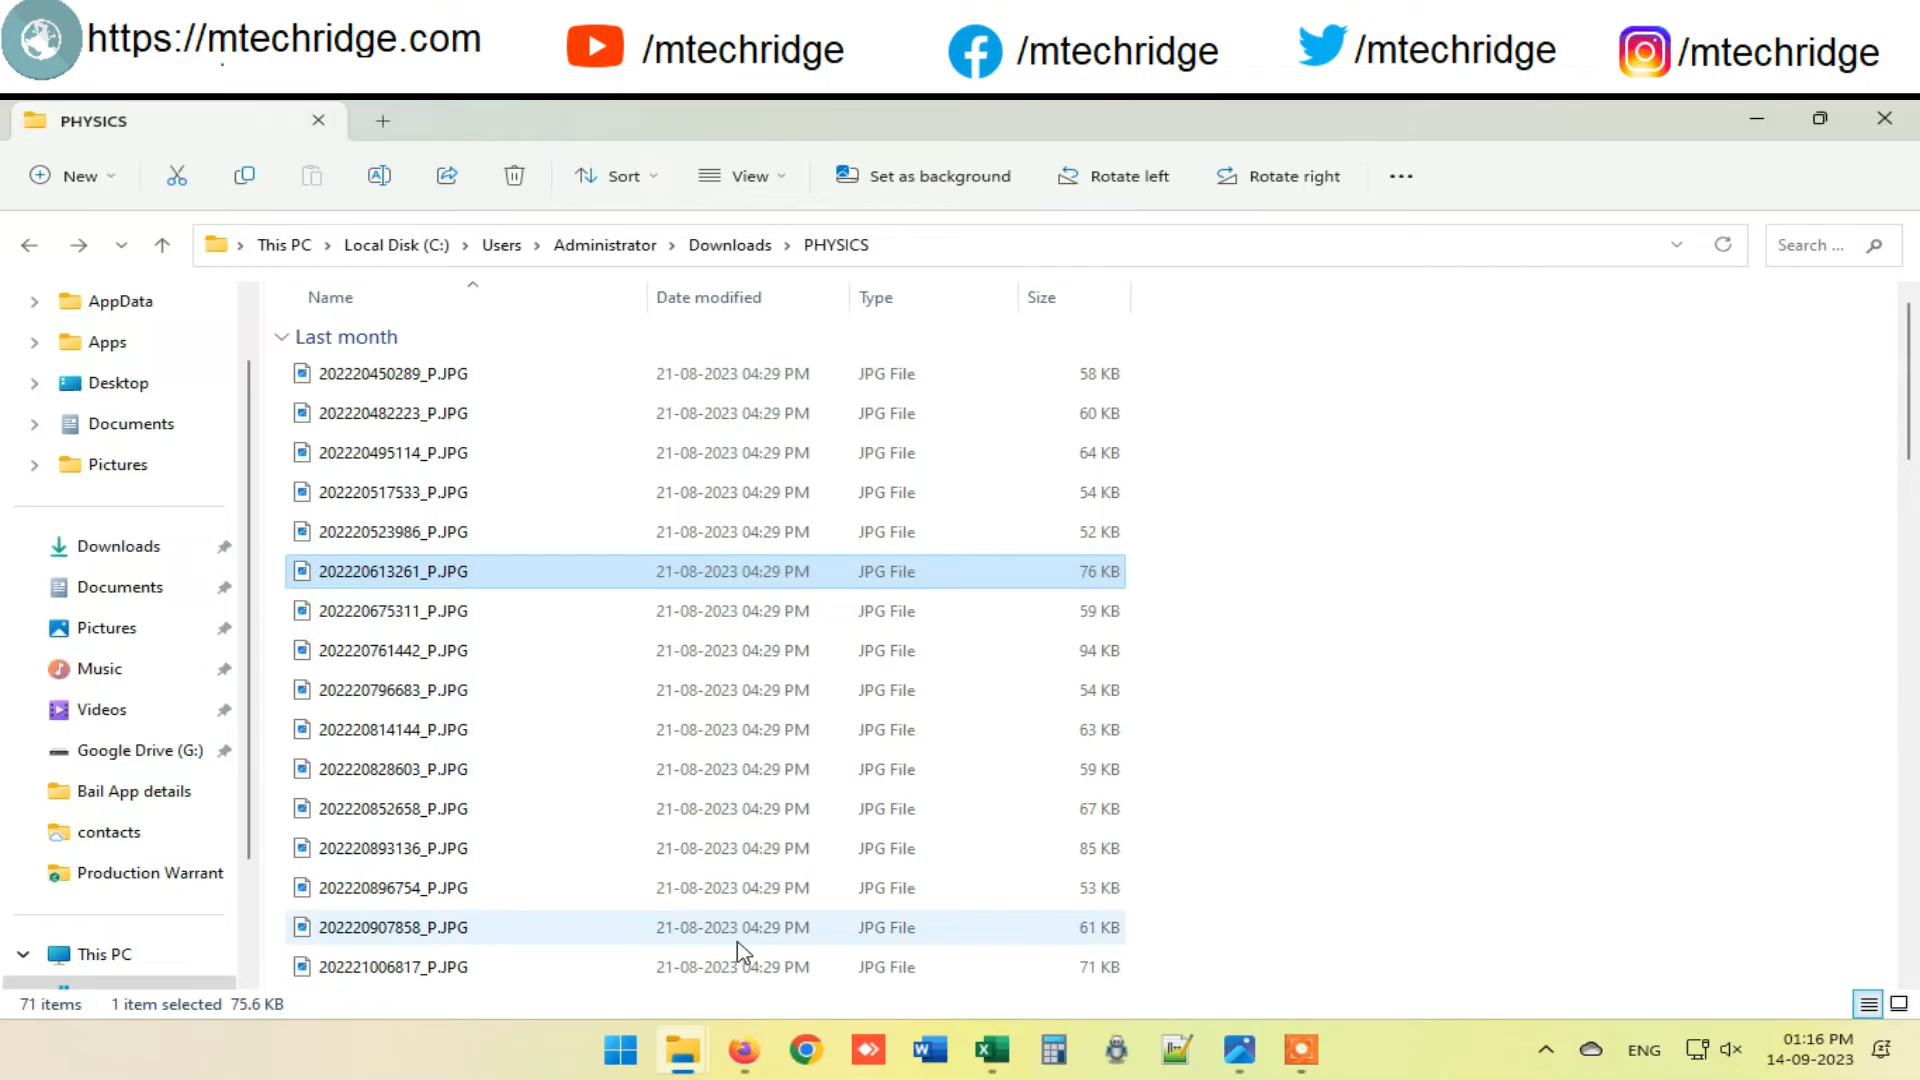 https://mtechridge.com /mtechridge /mtechridge /mtechridge /mtechridge
PHYSICS
New Sort View Set as background Rotate left Rotate right
This PC > Local Disk (C:) > Users > Administrator > Downloads > PHYSICS Search ...
AppData
Apps
Desktop
Documents
Pictures
Downloads
Documents
Pictures
Music
Videos
Google Drive (G:)
Bail App details
contacts
Production Warrant
This PC
Name Date modified Type Size
Last month
202220450289_P.JPG 21-08-2023 04:29 PM JPG File 58 KB
202220482223_P.JPG 21-08-2023 04:29 PM JPG File 60 KB
202220495114_P.JPG 21-08-2023 04:29 PM JPG File 64 KB
202220517533_P.JPG 21-08-2023 04:29 PM JPG File 54 KB
202220523986_P.JPG 21-08-2023 04:29 PM JPG File 52 KB
202220613261_P.JPG 21-08-2023 04:29 PM JPG File 76 KB
202220675311_P.JPG 21-08-2023 04:29 PM JPG File 59 KB
202220761442_P.JPG 21-08-2023 04:29 PM JPG File 94 KB
202220796683_P.JPG 21-08-2023 04:29 PM JPG File 54 KB
202220814144_P.JPG 21-08-2023 04:29 PM JPG File 63 KB
202220828603_P.JPG 21-08-2023 04:29 PM JPG File 59 KB
202220852658_P.JPG 21-08-2023 04:29 PM JPG File 67 KB
202220893136_P.JPG 21-08-2023 04:29 PM JPG File 85 KB
202220896754_P.JPG 21-08-2023 04:29 PM JPG File 53 KB
202220907858_P.JPG 21-08-2023 04:29 PM JPG File 61 KB
202221006817_P.JPG 21-08-2023 04:29 PM JPG File 71 KB
71 items 1 item selected 75.6 KB
ENG 01:16 PM
14-09-2023